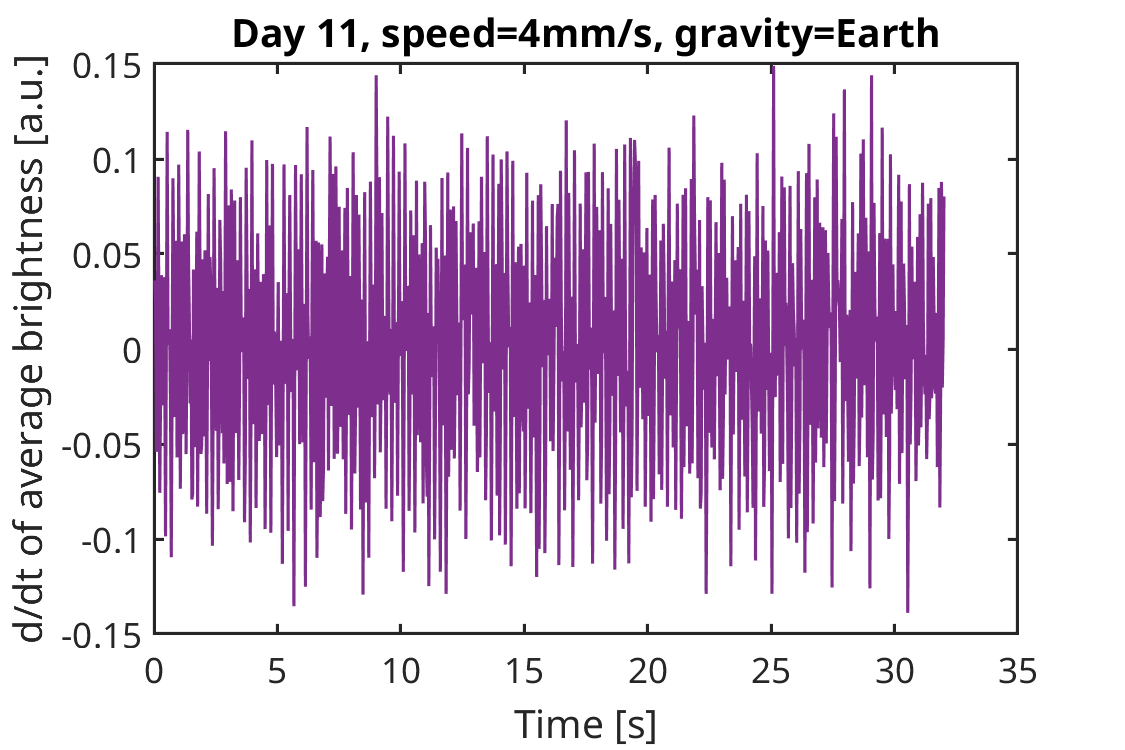 Day 11, speed=4mm/s, gravity=Earth
d/dt of average brightness [a.u.]
0.15
0.1
0.05
0
-0.05
-0.1
-0.15
0 5 10 15 20 25 30 35
Time [s]